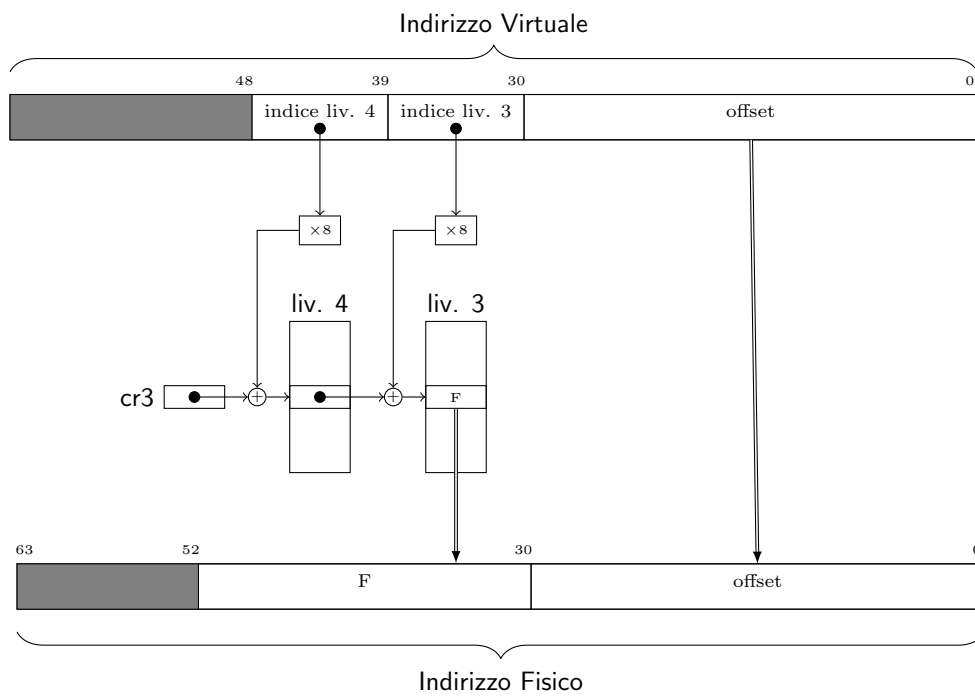 Indirizzo Virtuale
48 39 30 0
indice liv. 4 indice liv. 3 offset
×8 ×8
liv. 4 liv. 3
cr3 + + F
63 52 30
F offset
Indirizzo Fisico